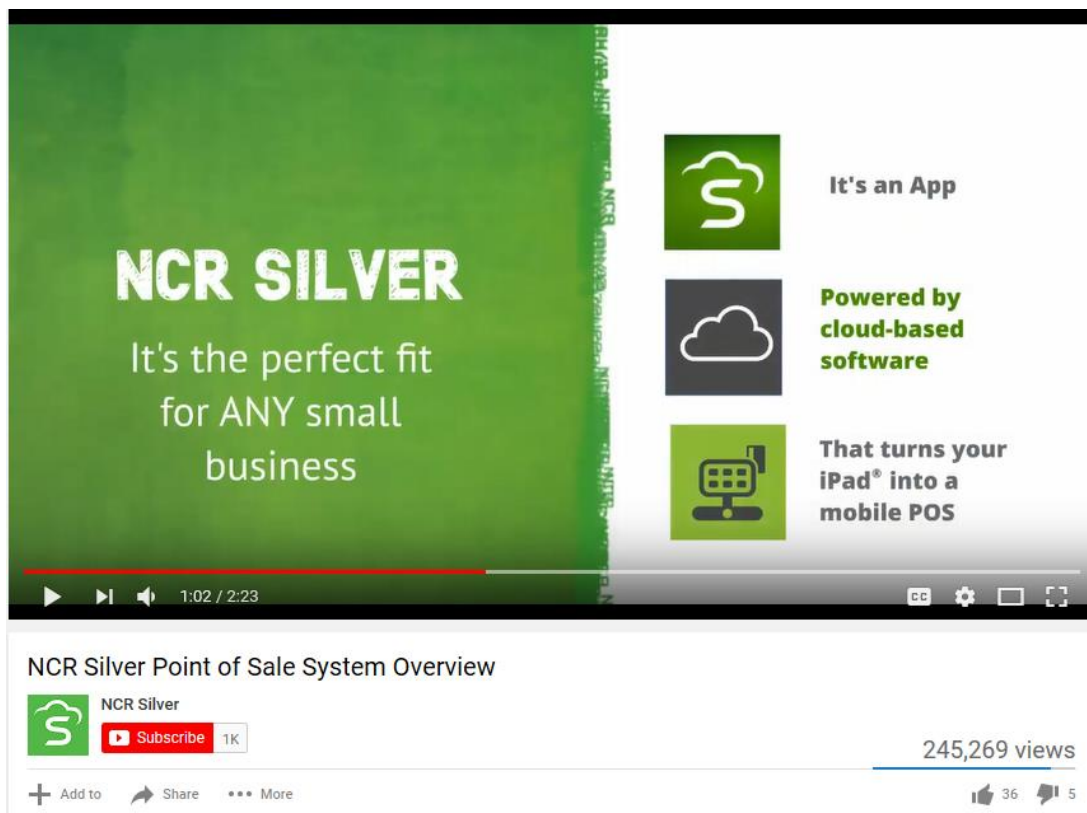 NCR SILVER
It's the perfect fit
for ANY small
business
S
It's an App
Powered by
cloud-based
software
That turns your
iPad® into a
mobile POS
1:02 / 2:23
CC
NCR Silver Point of Sale System Overview
S
NCR Silver
Subscribe 1K
245,269 views
Add to Share More
36 5